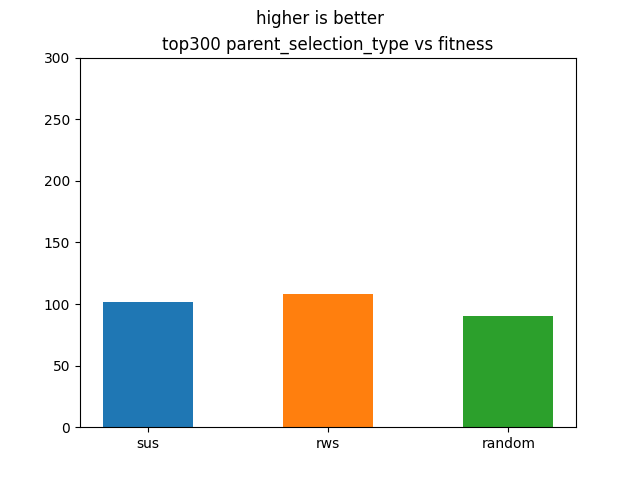 higher is better
top300 parent_selection_type vs fitness
300
250
200
150
100
50
0
sus
rws
random